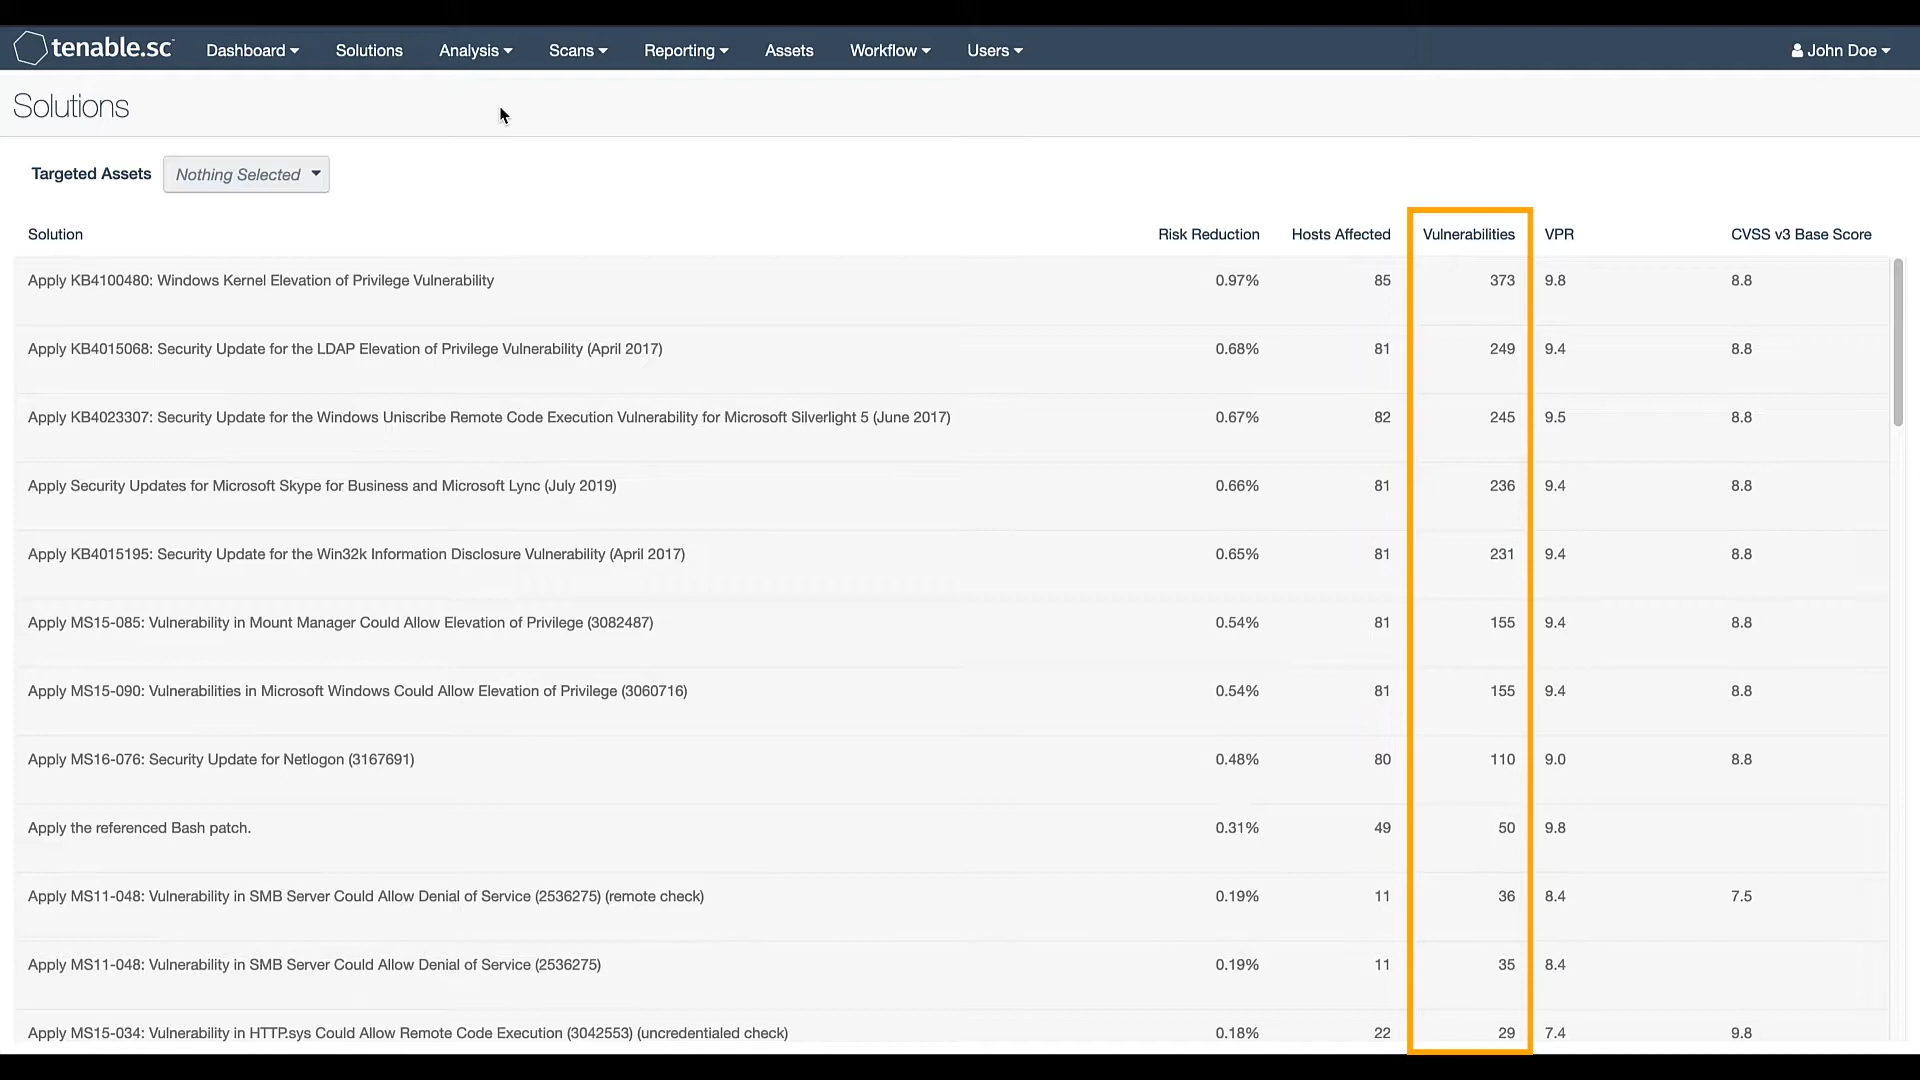 tenable.sc Dashboard Solutions Analysis Scans Reporting Assets Workflow Users John Doe
Solutions
Targeted Assets Nothing Selected
Solution Risk Reduction Hosts Affected Vulnerabilities VPR CVSS v3 Base Score
Apply KB4100480: Windows Kernel Elevation of Privilege Vulnerability 0.97% 85 373 9.8 8.8
Apply KB4015068: Security Update for the LDAP Elevation of Privilege Vulnerability (April 2017) 0.68% 81 249 9.4 8.8
Apply KB4023307: Security Update for the Windows Uniscribe Remote Code Execution Vulnerability for Microsoft Silverlight 5 (June 2017) 0.67% 82 245 9.5 8.8
Apply Security Updates for Microsoft Skype for Business and Microsoft Lync (July 2019) 0.66% 81 236 9.4 8.8
Apply KB4015195: Security Update for the Win32k Information Disclosure Vulnerability (April 2017) 0.65% 81 231 9.4 8.8
Apply MS15-085: Vulnerability in Mount Manager Could Allow Elevation of Privilege (3082487) 0.54% 81 155 9.4 8.8
Apply MS15-090: Vulnerabilities in Microsoft Windows Could Allow Elevation of Privilege (3060716) 0.54% 81 155 9.4 8.8
Apply MS16-076: Security Update for Netlogon (3167691) 0.48% 80 110 9.0 8.8
Apply the referenced Bash patch. 0.31% 49 50 9.8
Apply MS11-048: Vulnerability in SMB Server Could Allow Denial of Service (2536275) (remote check) 0.19% 11 36 8.4 7.5
Apply MS11-048: Vulnerability in SMB Server Could Allow Denial of Service (2536275) 0.19% 11 35 8.4
Apply MS15-034: Vulnerability in HTTP.sys Could Allow Remote Code Execution (3042553) (uncredentialed check) 0.18% 22 29 7.4 9.8